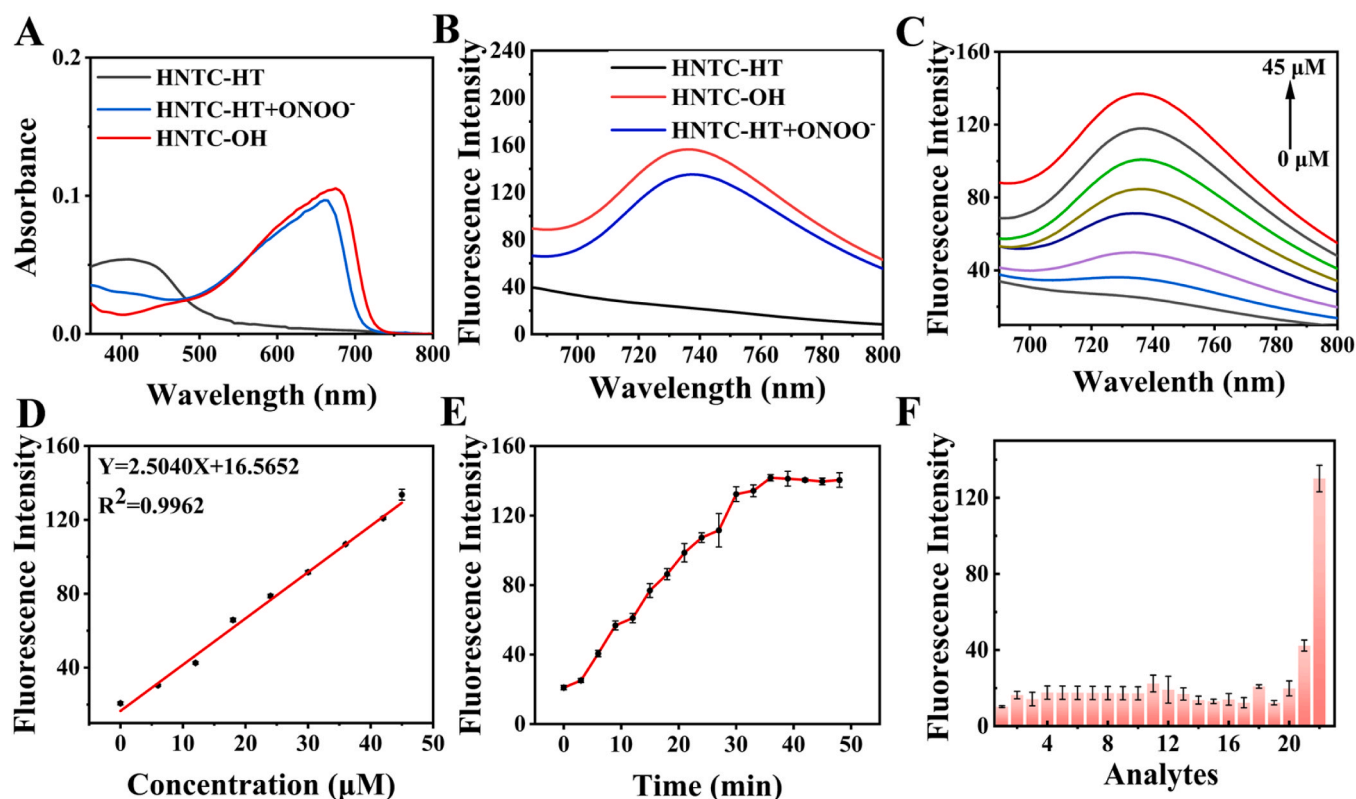 A
Absorbance
0.2
0.1
0.0
HNTC-HT
HNTC-HT+ONOO⁻
HNTC-OH
400 500 600 700 800
Wavelength (nm)
B
Fluorescence Intensity
240
200
160
120
80
40
0
HNTC-HT
HNTC-OH
HNTC-HT+ONOO⁻
700 720 740 760 780 800
Wavelength (nm)
C
Fluorescence Intensity
160
120
80
40
45 μM
0 μM
700 720 740 760 780 800
Wavelenth (nm)
D
Fluorescence Intensity
160
120
80
40
Y=2.5040X+16.5652
R²=0.9962
0 10 20 30 40 50
Concentration (μM)
E
Fluorescence Intensity
160
120
80
40
0
0 10 20 30 40 50
Time (min)
F
Fluorescence Intensity
120
80
40
0
4 8 12 16 20
Analytes